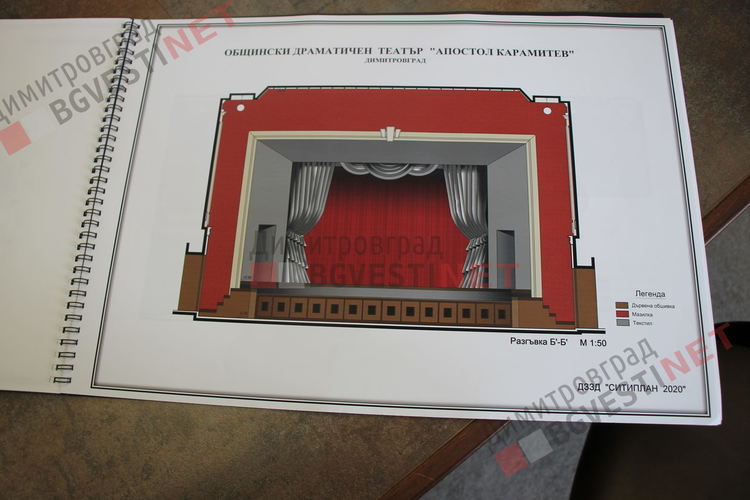 ОБЩИНСКИ ДРАМАТИЧЕН ТЕАТЪР "АПОСТОЛ КАРАМИТЕВ"
ДИМИТРОВГРАД
Димитровград
BGVESTINET
Димитровград
BGVESTINET
Легенда
Дървена обшивка
Мазилка
Текстил
Разгъвка Б'-Б' М 1:50
ДЗЗД "СИТИПЛАН 2020"
Димитровград
BGVESTINET